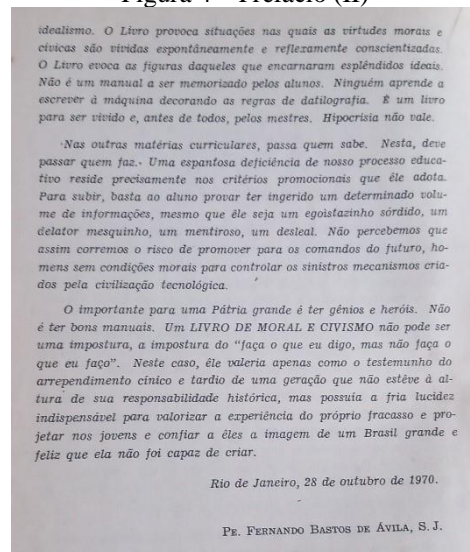 Figura 4 - Prefácio (II)
idealismo. O Livro provoca situações nas quais as virtudes morais e
cívicas são vividas espontâneamente e reflexamente conscientizadas.
O Livro evoca as figuras daqueles que encarnaram esplêndidos ideais.
Não é um manual a ser memorizado pelos alunos. Ninguém aprende a
escrever à máquina decorando as regras de datilografia. É um livro
para ser vivido e, antes de todos, pelos mestres. Hipocrisia não vale.
Nas outras matérias curriculares, passa quem sabe. Nesta, deve
passar quem faz. Uma espantosa deficiência de nosso processo educa-
tivo reside precisamente nos critérios promocionais que êle adota.
Para subir, basta ao aluno provar ter ingerido um determinado volu-
me de informações, mesmo que êle seja um egoistazinho sórdido, um
delator mesquinho, um mentiroso, um desleal. Não percebemos que
assim corremos o risco de promover para os comandos do futuro, ho-
mens sem condições morais para controlar os sinistros mecanismos cria-
dos pela civilização tecnológica.
O importante para uma Pátria grande é ter gênios e heróis. Não
é ter bons manuais. Um LIVRO DE MORAL E CIVISMO não pode ser
uma impostura, a impostura do "faça o que eu digo, mas não faça o
que eu faço". Neste caso, êle valeria apenas como o testemunho do
arrependimento cínico e tardio de uma geração que não estêve à al-
tura de sua responsabilidade histórica, mas possuia a fria lucidez
indispensável para valorizar a experiência do próprio fracasso e pro-
jetar nos jovens e confiar a êles a imagem de um Brasil grande e
feliz que ela não foi capaz de criar.
Rio de Janeiro, 28 de outubro de 1970.
PE. FERNANDO BASTOS DE ÁVILA, S. J.